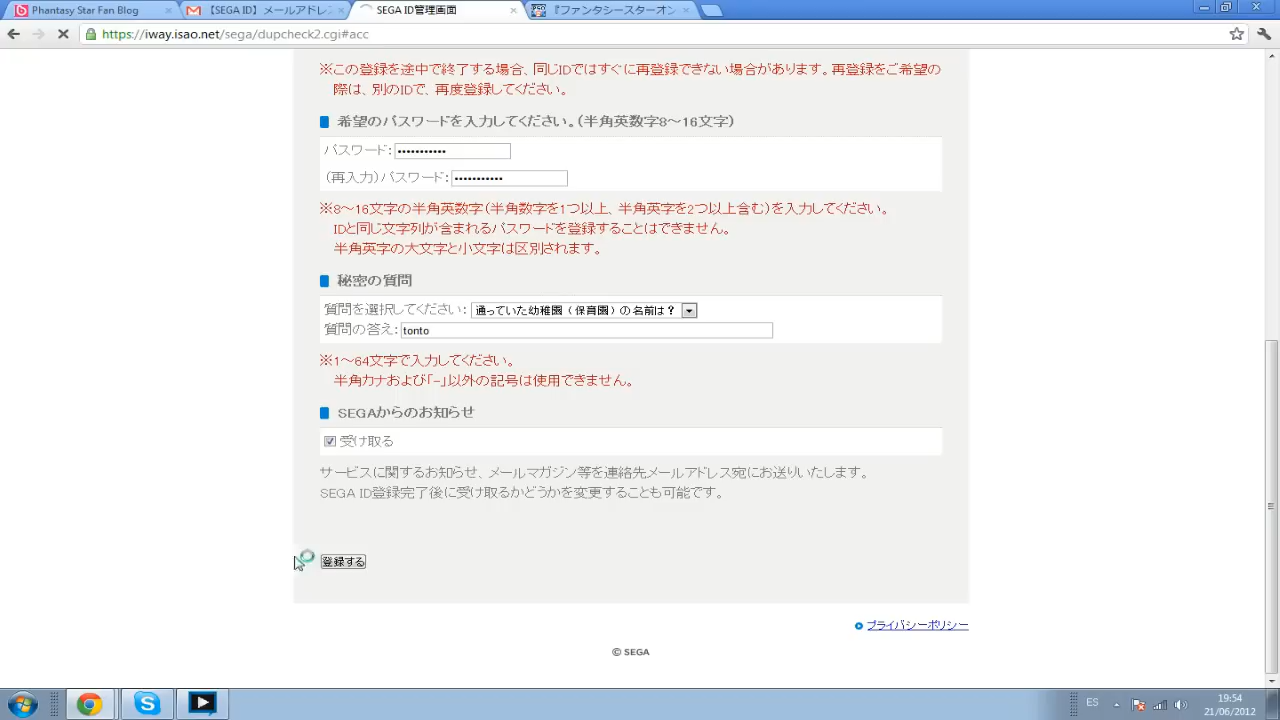 Phantasy Star Fan Blog
【SEGA ID】メールアドレス
SEGA ID管理画面
『ファンタシースターオン
https://iway.isao.net/sega/dupcheck2.cgi#acc
※この登録を途中で終了する場合、同じIDではすぐに再登録できない場合があります。再登録をご希望の
際は、別のIDで、再度登録してください。
希望のパスワードを入力してください。(半角英数字8～16文字)
パスワード: •••••••••••
(再入力)パスワード: •••••••••••
※8～16文字の半角英数字(半角数字を1つ以上、半角英字を2つ以上含む)を入力してください。
IDと同じ文字列が含まれるパスワードを登録することはできません。
半角英字の大文字と小文字は区別されます。
秘密の質問
質問を選択してください: 通っていた幼稚園（保育園）の名前は？
質問の答え: tonto
※1～64文字で入力してください。
半角カナおよび「-」以外の記号は使用できません。
SEGAからのお知らせ
受け取る
サービスに関するお知らせ、メールマガジン等を連絡先メールアドレス宛にお送りいたします。
SEGA ID登録完了後に受け取るかどうかを変更することも可能です。
登録する
プライバシーポリシー
© SEGA
ES
19:54
21/06/2012